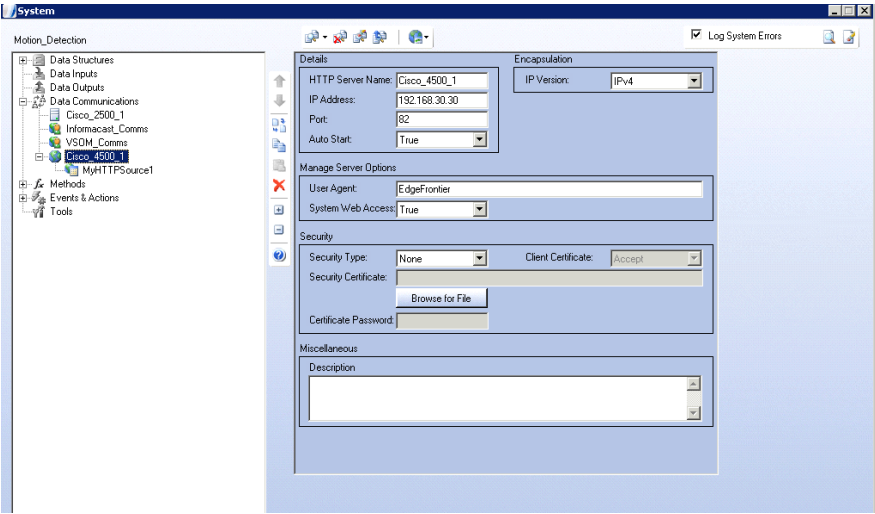 System
Motion_Detection
Log System Errors
Data Structures
Data Inputs
Data Outputs
Data Communications
Cisco_2500_1
Informacast_Comms
VSOM_Comms
Cisco_4500_1
MyHTTPSource1
Methods
Events & Actions
Tools
Details
HTTP Server Name: Cisco_4500_1
IP Address: 192.168.30.30
Port: 82
Auto Start: True
Encapsulation
IP Version: IPv4
Manage Server Options
User Agent: EdgeFrontier
System Web Access: True
Security
Security Type: None Client Certificate: Accept
Security Certificate:
Browse for File
Certificate Password:
Miscellaneous
Description